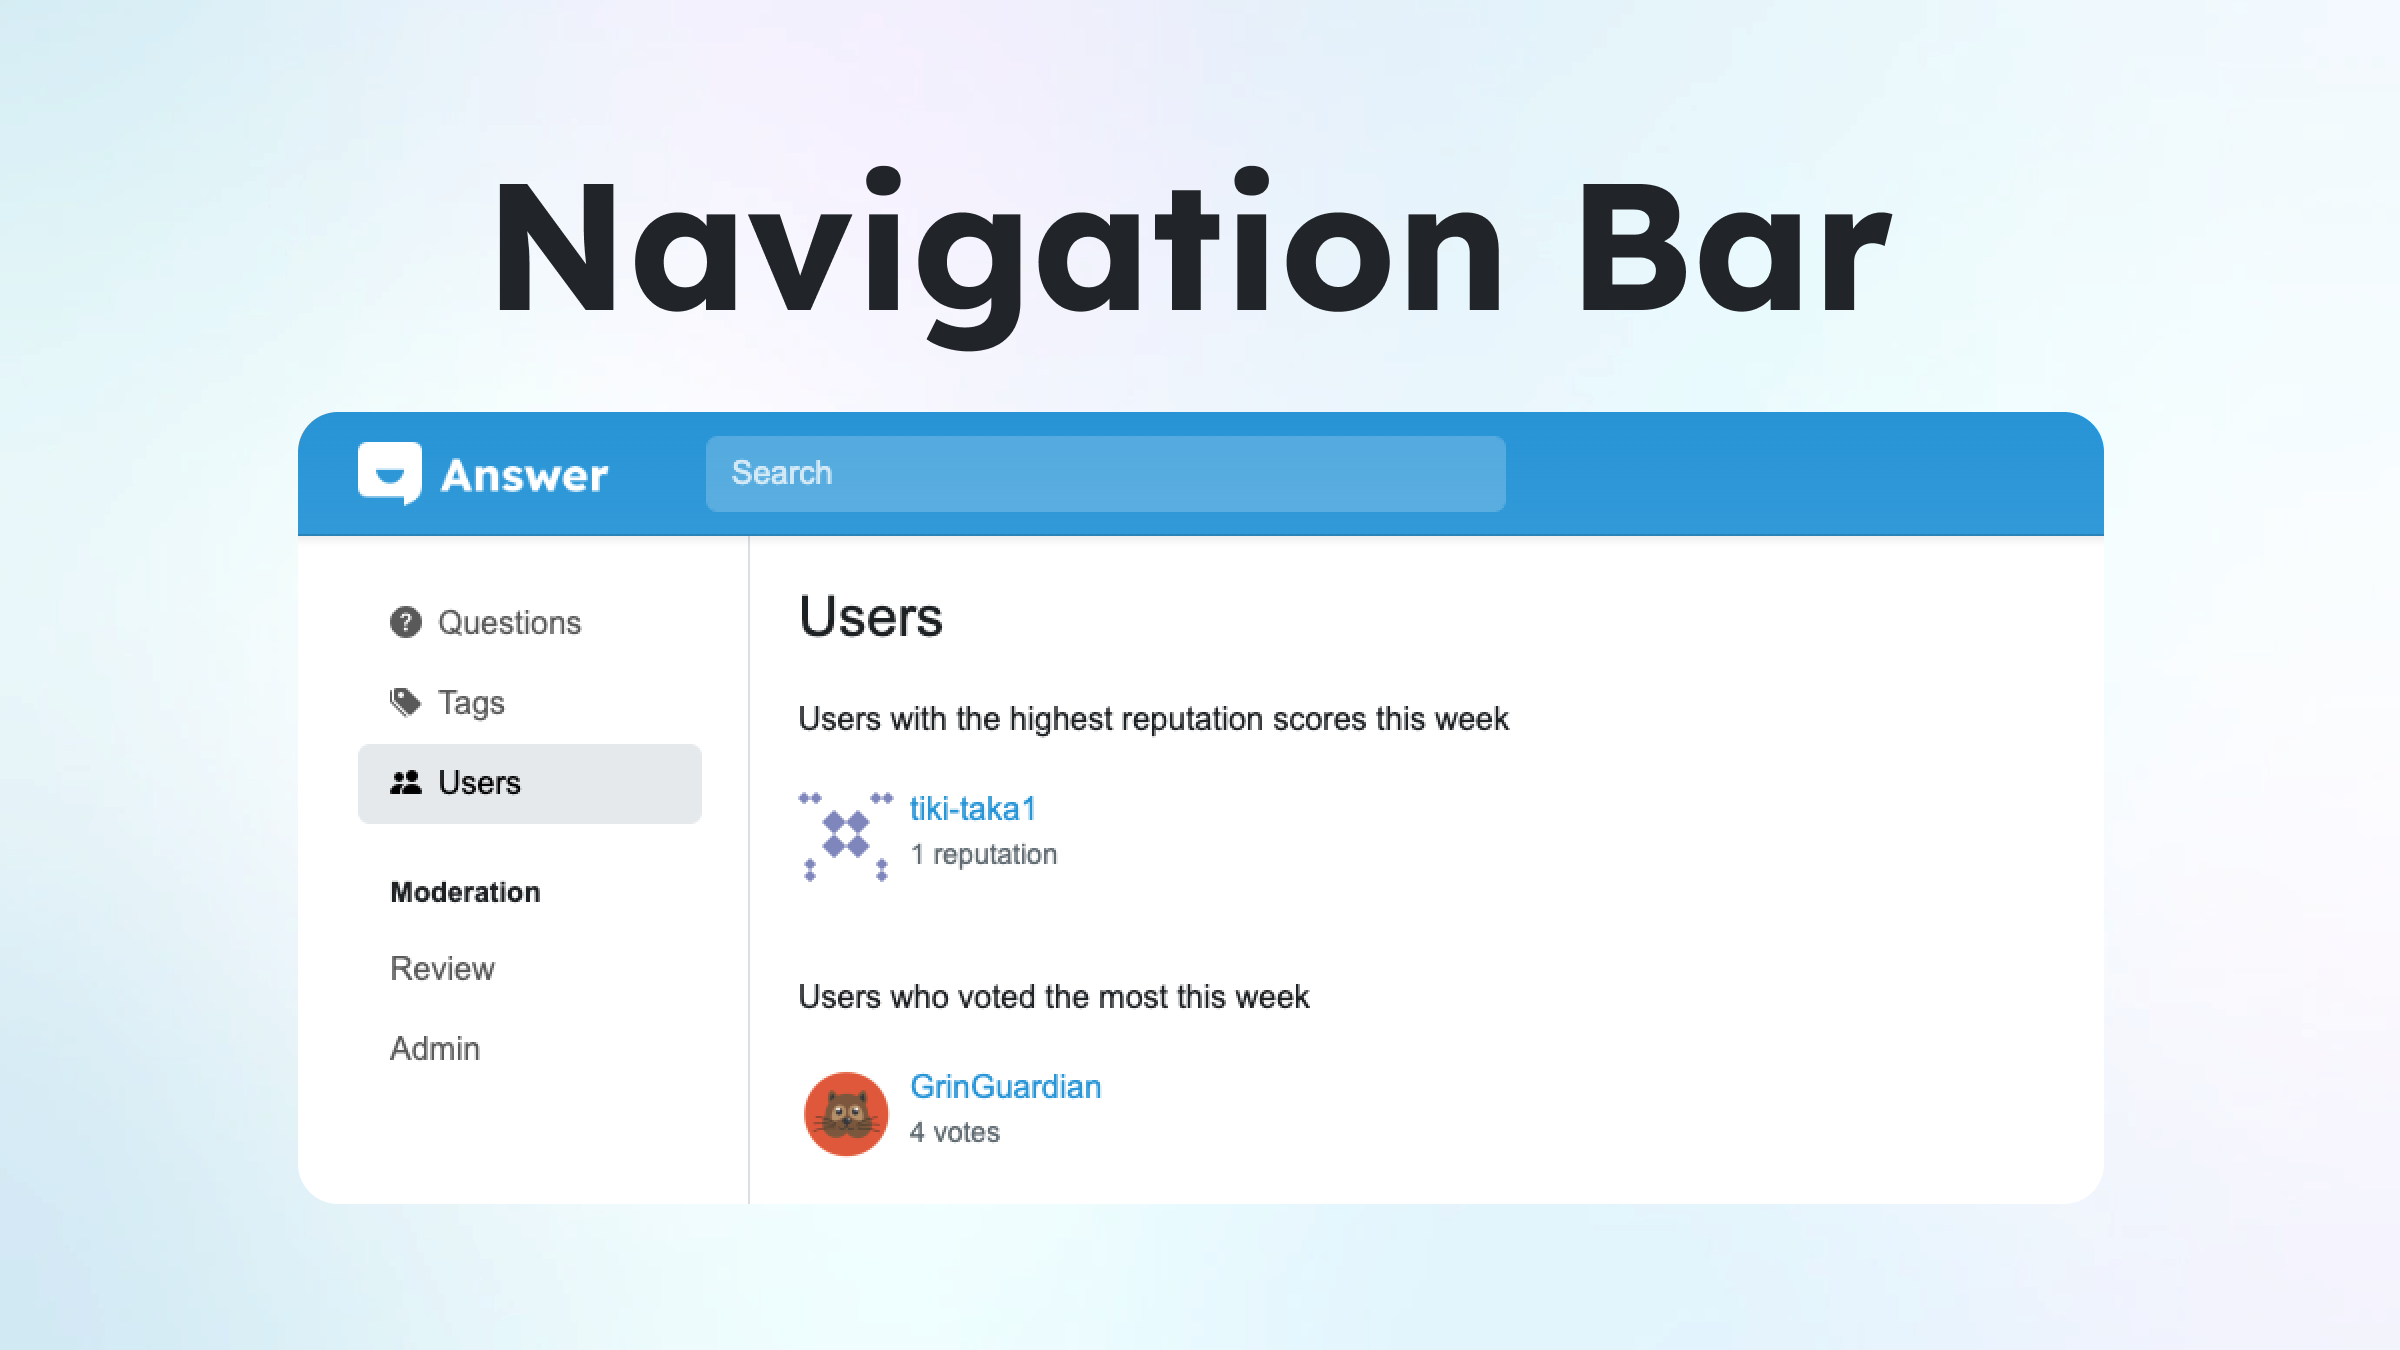 Navigation Bar
Answer
Search
Questions
Tags
Users
Moderation
Review
Admin
Users
Users with the highest reputation scores this week
tiki-taka1
1 reputation
Users who voted the most this week
GrinGuardian
4 votes